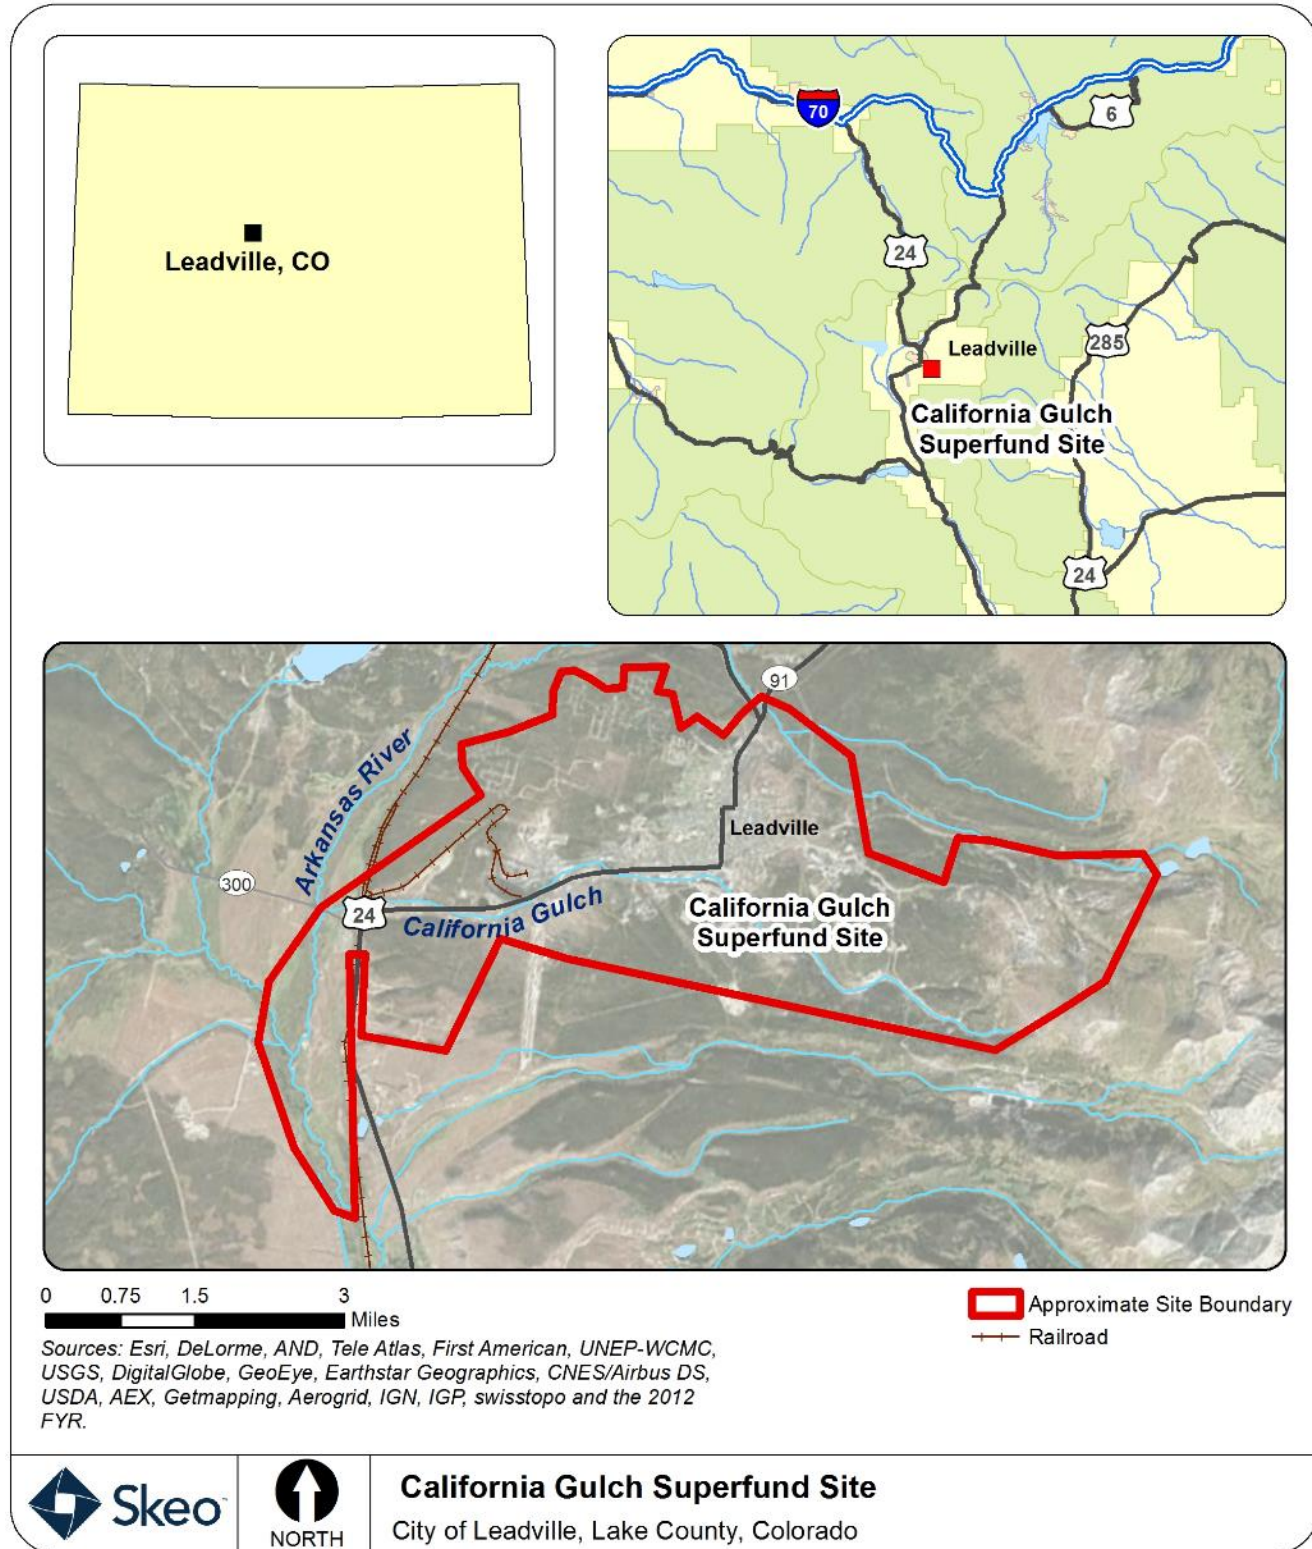 Leadville, CO
70
6
24
Leadville
285
California Gulch
Superfund Site
24
91
Arkansas River
Leadville
300
24
California Gulch
California Gulch
Superfund Site
0 0.75 1.5 3
Miles
Approximate Site Boundary
Railroad
Sources: Esri, DeLorme, AND, Tele Atlas, First American, UNEP-WCMC,
USGS, DigitalGlobe, GeoEye, Earthstar Geographics, CNES/Airbus DS,
USDA, AEX, Getmapping, Aerogrid, IGN, IGP, swisstopo and the 2012
FYR.
Skeo
NORTH
California Gulch Superfund Site
City of Leadville, Lake County, Colorado